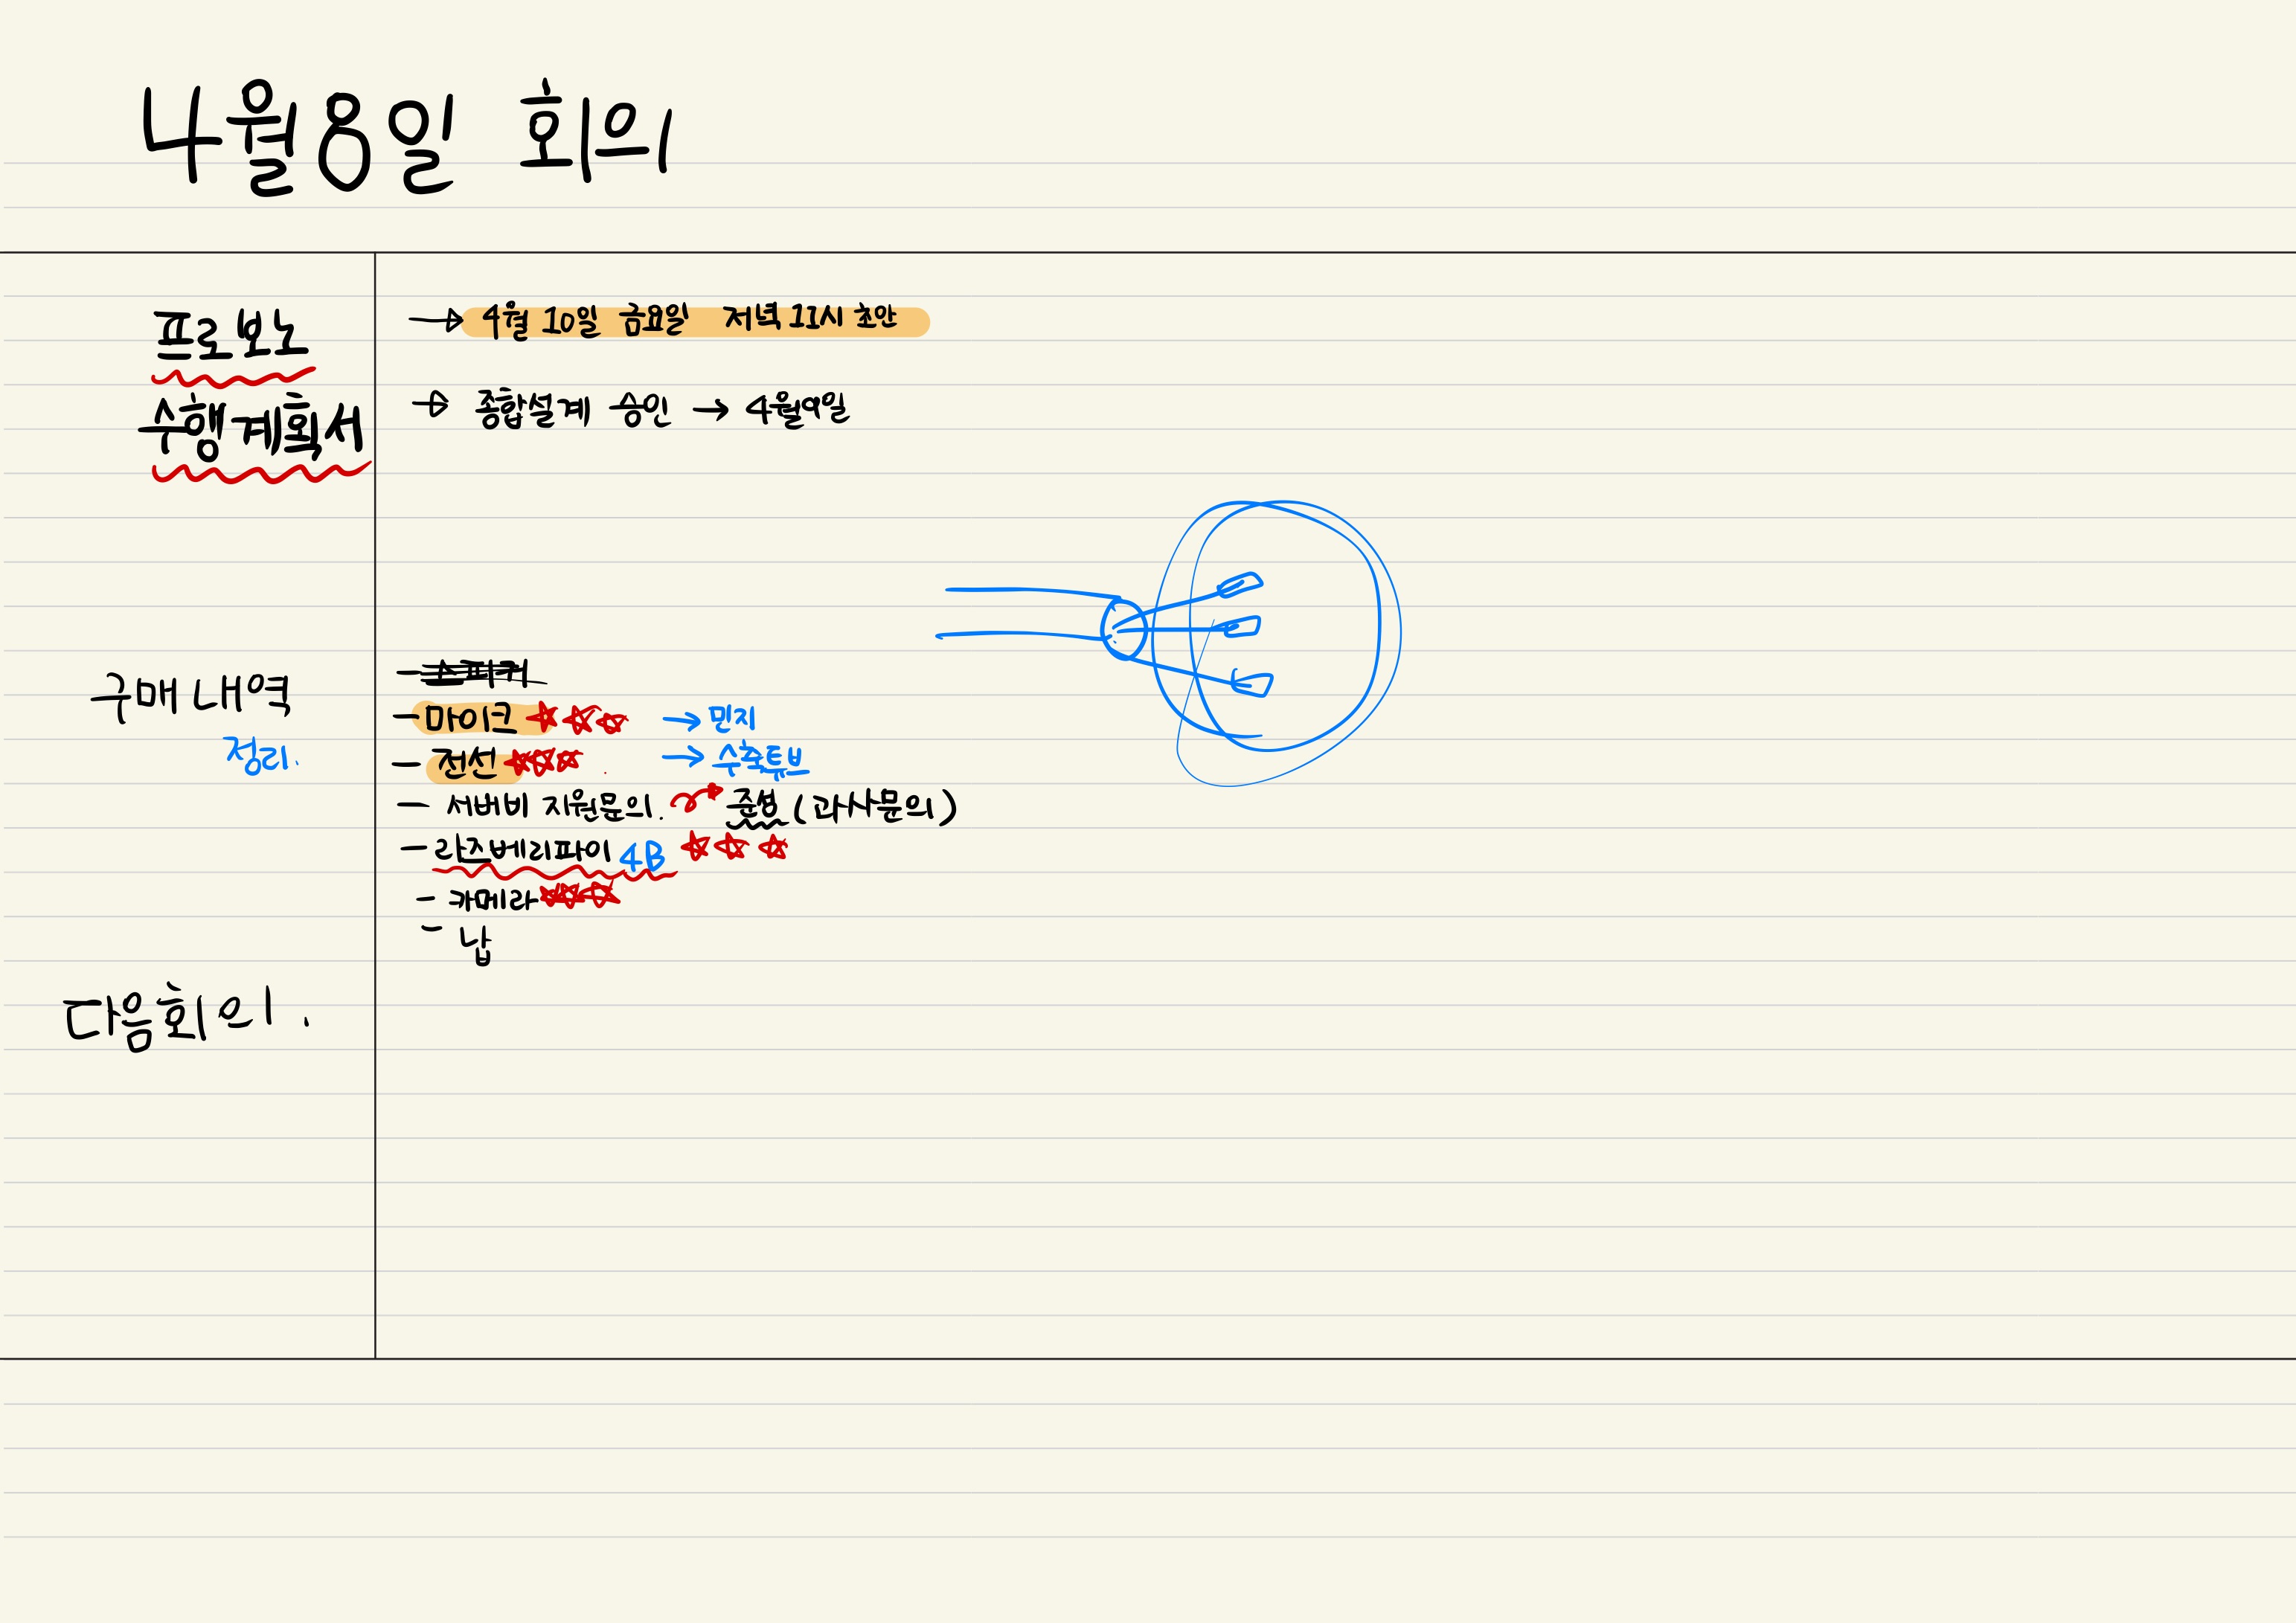 4월8일 회의
프로보노
수행계획서
→ 4월 10일 금요일 저녁 11시 초안
→ 종합설계 승인 → 4월9일
구매 내역
정리.
- 스피커
- 마이크 ☆☆☆ → 민지
- 전선 ☆☆☆ → 수축튜브
- 서버비 지원문의. → 준성 (과사문의)
- 라즈베리파이 4B ☆☆☆
- 카메라 ☆☆☆
- 납
다음회의.